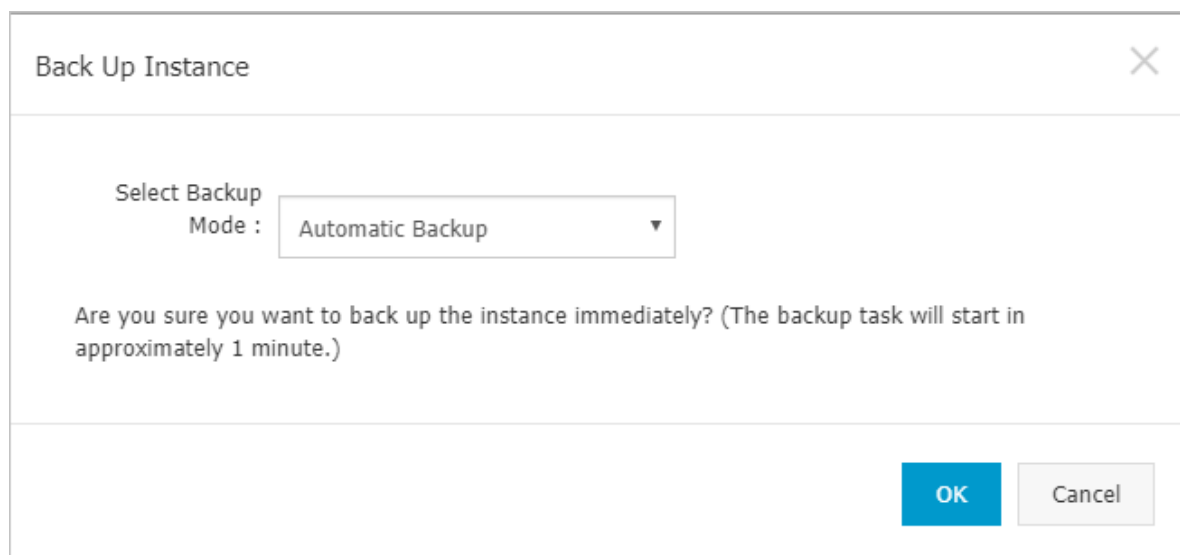 Back Up Instance
Select Backup
Mode :
Automatic Backup
Are you sure you want to back up the instance immediately? (The backup task will start in
approximately 1 minute.)
OK
Cancel